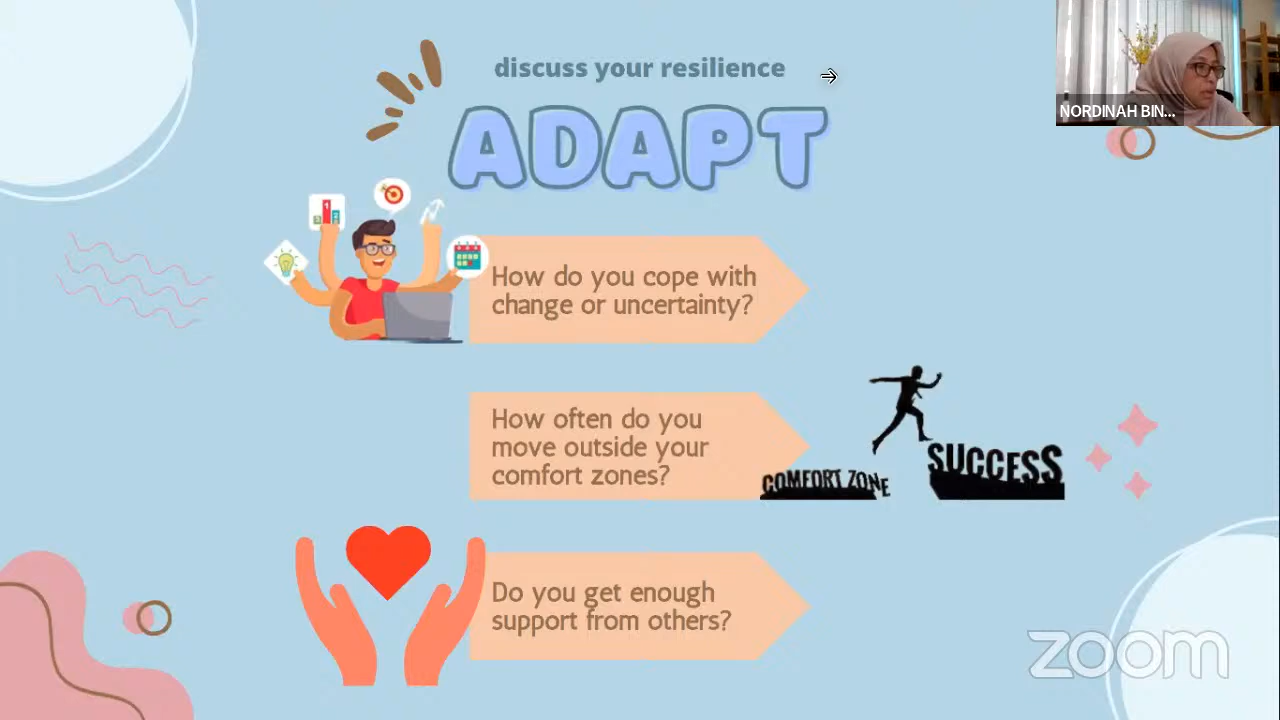 discuss your resilience
ADAPT
NORDINAH BIN...
How do you cope with
change or uncertainty?
How often do you
move outside your
comfort zones?
COMFORT ZONE
SUCCESS
Do you get enough
support from others?
zoom